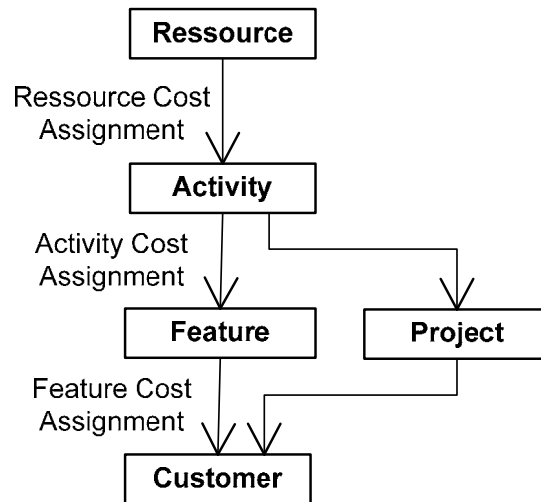 Ressource
Ressource Cost
Assignment
Activity
Activity Cost
Assignment
Feature
Project
Feature Cost
Assignment
Customer